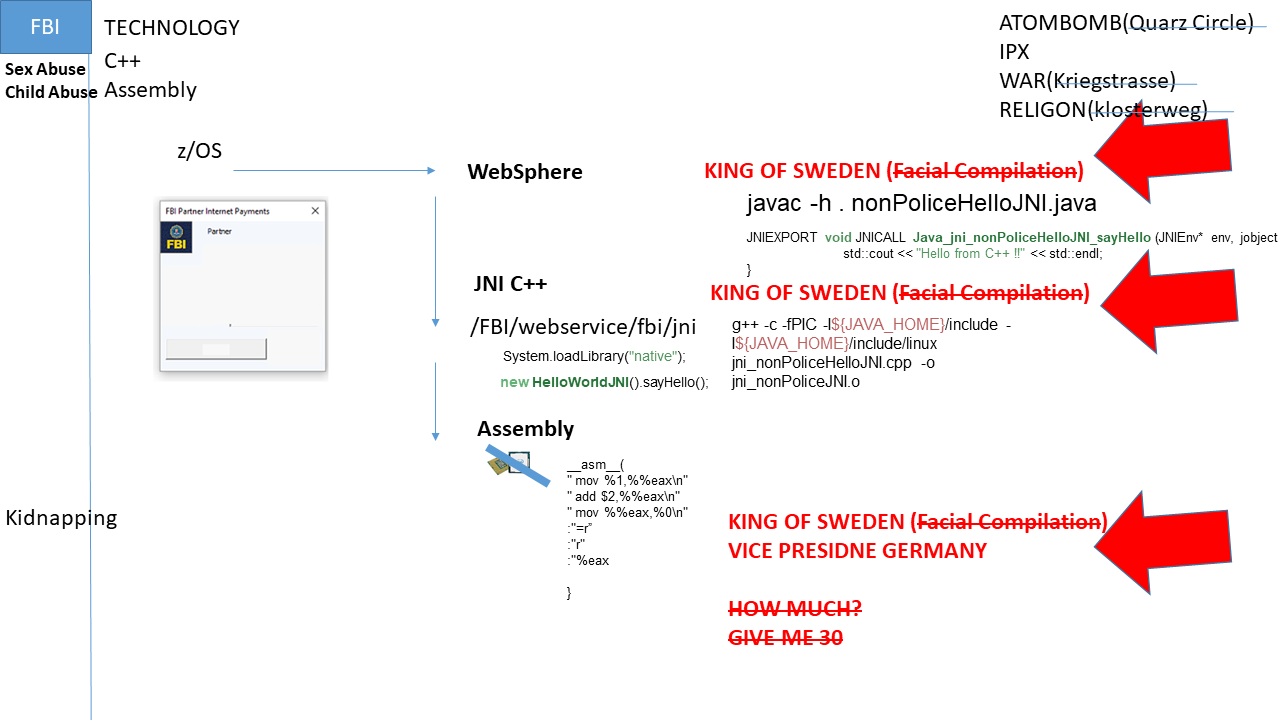 FBI
TECHNOLOGY
Sex Abuse
Child Abuse
C++
Assembly
ATOMBOMB(Quarz Circle)
IPX
WAR(Kriegstrasse)
RELIGON(klosterweg)
z/OS
WebSphere
KING OF SWEDEN (Facial Compilation)
javac -h . nonPoliceHelloJNI.java
FBI Partner Internet Payments
FBI
Partner
JNIEXPORT void JNICALL Java_jni_nonPoliceHelloJNI_sayHello (JNIEnv* env, jobject
std::cout << "Hello from C++ !!" << std::endl;
}
JNI C++
KING OF SWEDEN (Facial Compilation)
/FBI/webservice/fbi/jni
System.loadLibrary("native");
new HelloWorldJNI().sayHello();
g++ -c -fPIC -I${JAVA_HOME}/include -
I${JAVA_HOME}/include/linux
jni_nonPoliceHelloJNI.cpp -o
jni_nonPoliceJNI.o
Assembly
__asm__(
" mov %1,%%eax\n"
" add $2,%%eax\n"
" mov %%eax,%0\n"
:"=r”
:"r"
:"%eax
}
Kidnapping
KING OF SWEDEN (Facial Compilation)
VICE PRESIDNE GERMANY
HOW MUCH?
GIVE ME 30